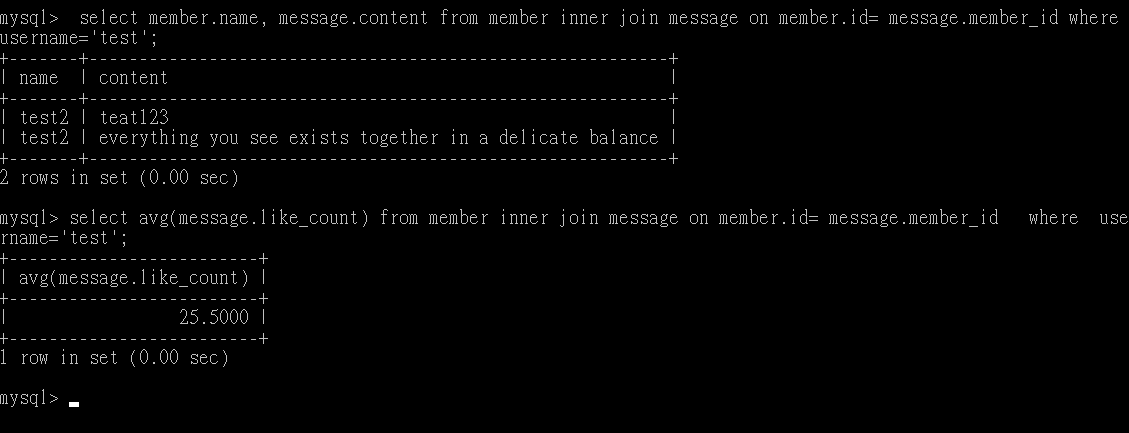 mysql>  select member.name, message.content from member inner join message on member.id= message.member_id where
username='test';
+-------+----------------------------------------------------------+
| name  | content                                                  |
+-------+----------------------------------------------------------+
| test2 | teat123                                                  |
| test2 | everything you see exists together in a delicate balance |
+-------+----------------------------------------------------------+
2 rows in set (0.00 sec)
mysql> select avg(message.like_count) from member inner join message on member.id= message.member_id   where  use
rname='test';
+-------------------------+
| avg(message.like_count) |
+-------------------------+
|                 25.5000 |
+-------------------------+
1 row in set (0.00 sec)
mysql>